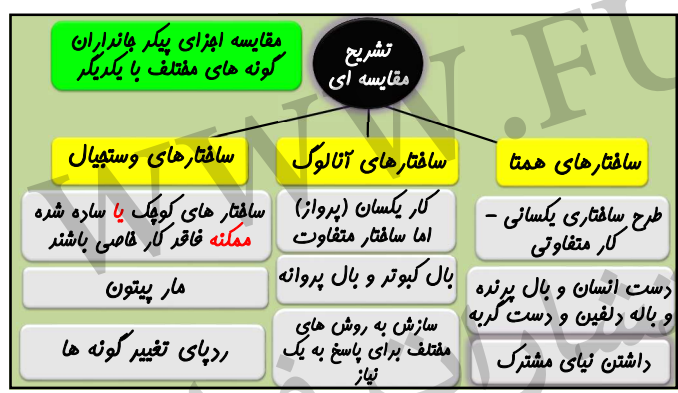 تشریح
مقایسه ای
مقایسه اجزای پیکر جانداران
گونه های مختلف با یکدیگر
ساختارهای همتا
طرح ساختاری یکسانی –
کار متفاوتی
دست انسان و بال پرنده
و باله دلفین و دست گربه
داشتن نیای مشترک
ساختارهای آنالوگ
کار یکسان (پرواز)
اما ساختار متفاوت
بال کبوتر و بال پروانه
سازش به روش های
مختلف برای پاسخ به یک
نیاز
ساختارهای وستیجیال
ساختار های کوچک یا ساده شده
ممکنه فاقد کار خاصی باشند
مار پیتون
ردپای تغییر گونه ها
WWW.FU